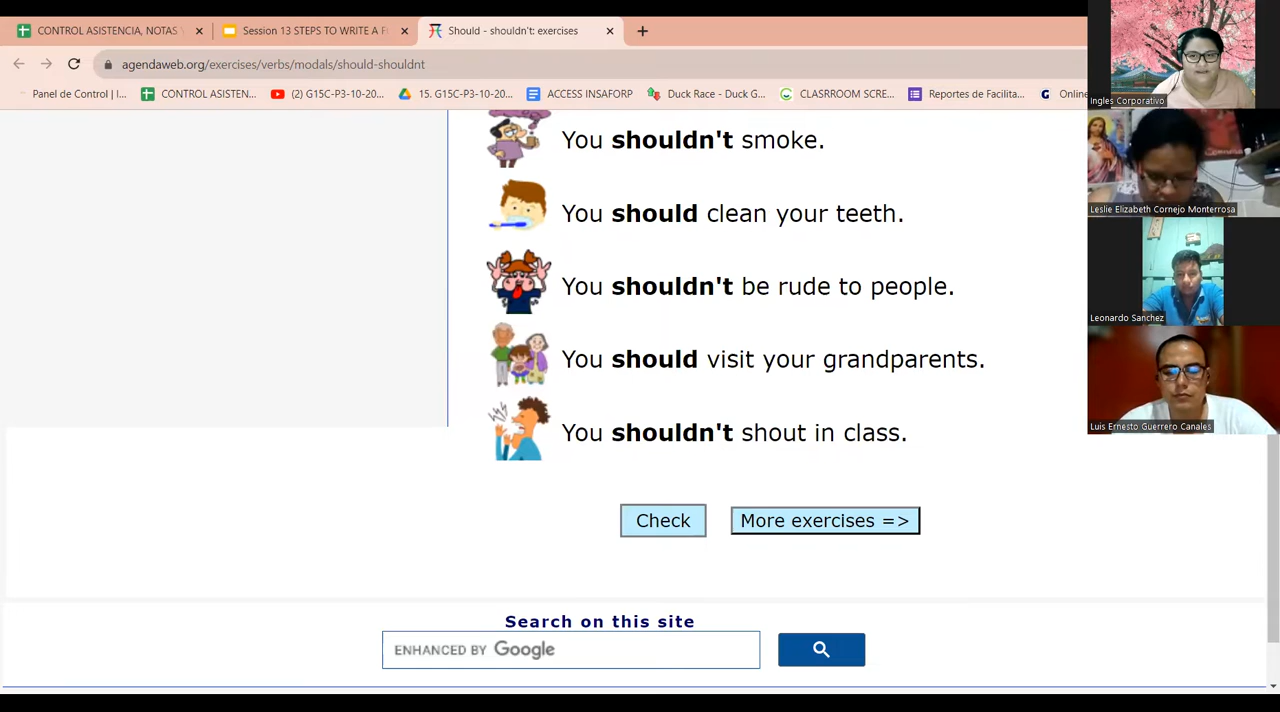 CONTROL ASISTENCIA, NOTAS
Session 13 STEPS TO WRITE A F
Should - shouldn't: exercises
agendaweb.org/exercises/verbs/modals/should-shouldnt
Panel de Control | I...
CONTROL ASISTEN...
(2) G15C-P3-10-20...
15. G15C-P3-10-20...
ACCESS INSAFORP
Duck Race - Duck G...
CLASRROOM SCRE...
Reportes de Facilita...
Online
You shouldn't smoke.
You should clean your teeth.
You shouldn't be rude to people.
You should visit your grandparents.
You shouldn't shout in class.
Check
More exercises =>
Search on this site
ENHANCED BY Google
Ingles Corporativo
Leslie Elizabeth Cornejo Monterrosa
Leonardo Sanchez
Luis Ernesto Guerrero Canales